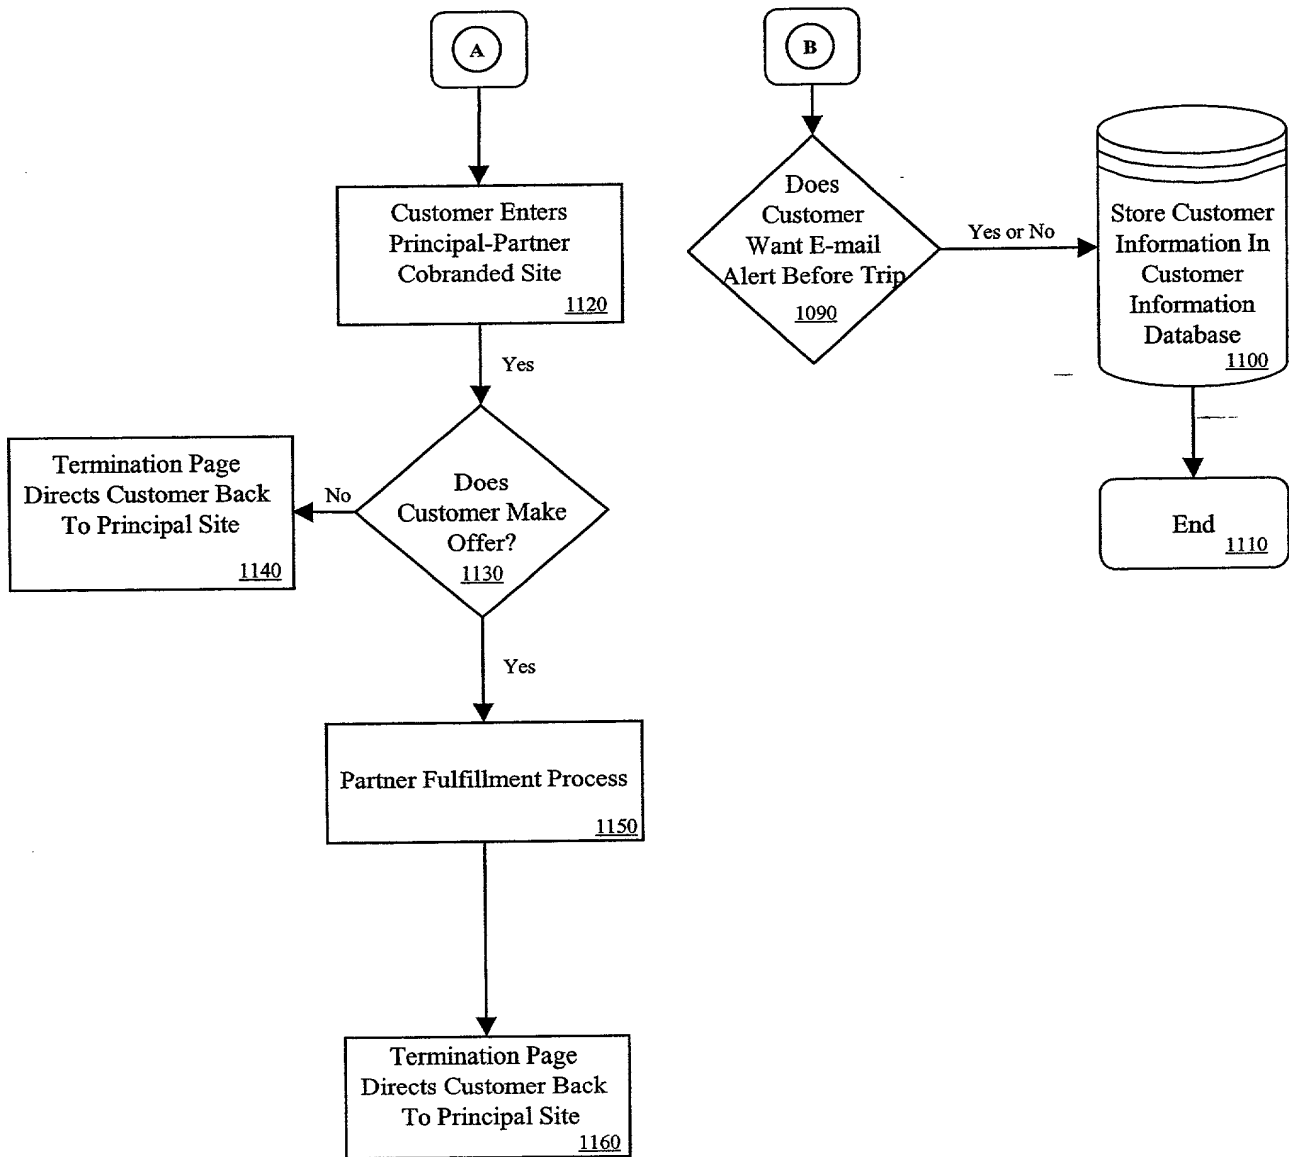 A
Customer Enters
Principal-Partner
Cobranded Site
1120
Yes
Does
Customer Make
Offer?
1130
No
Termination Page
Directs Customer Back
To Principal Site
1140
Yes
Partner Fulfillment Process
1150
Termination Page
Directs Customer Back
To Principal Site
1160
B
Does
Customer
Want E-mail
Alert Before Trip
1090
Yes or No
Store Customer
Information In
Customer
Information
Database
1100
End
1110